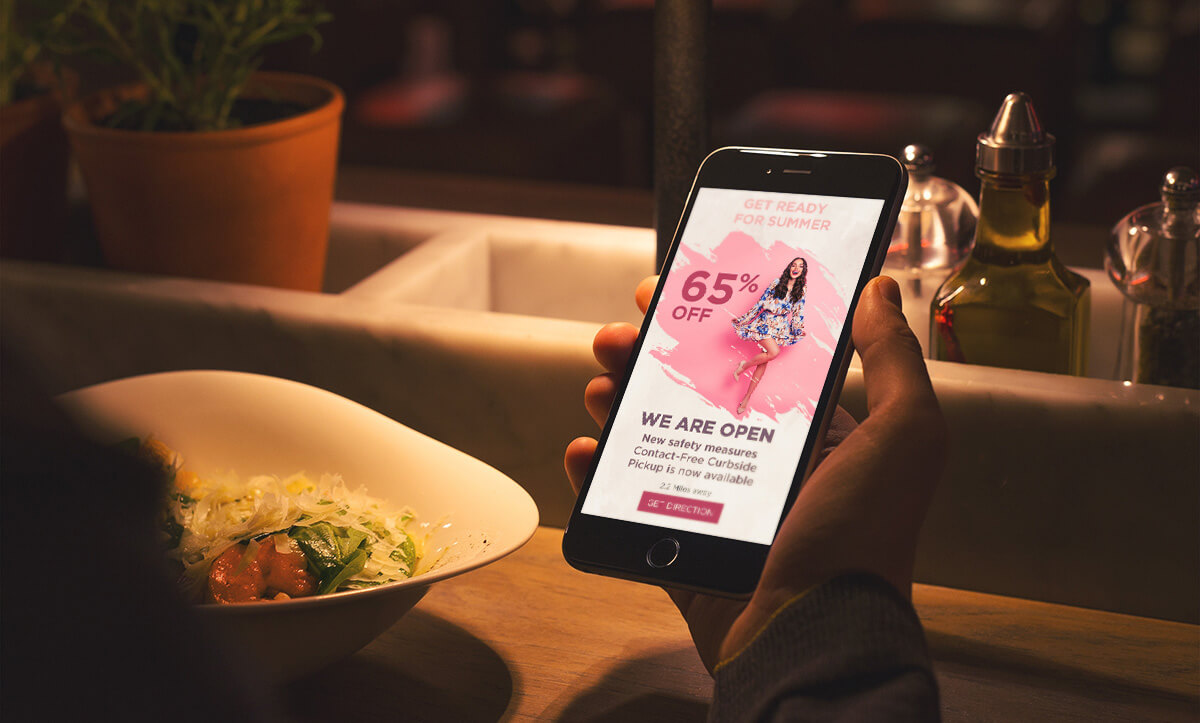 GET READY
FOR SUMMER
65%
OFF
WE ARE OPEN
New safety measures
Contact-Free Curbside
Pickup is now available
2.2 Miles away
GET DIRECTION